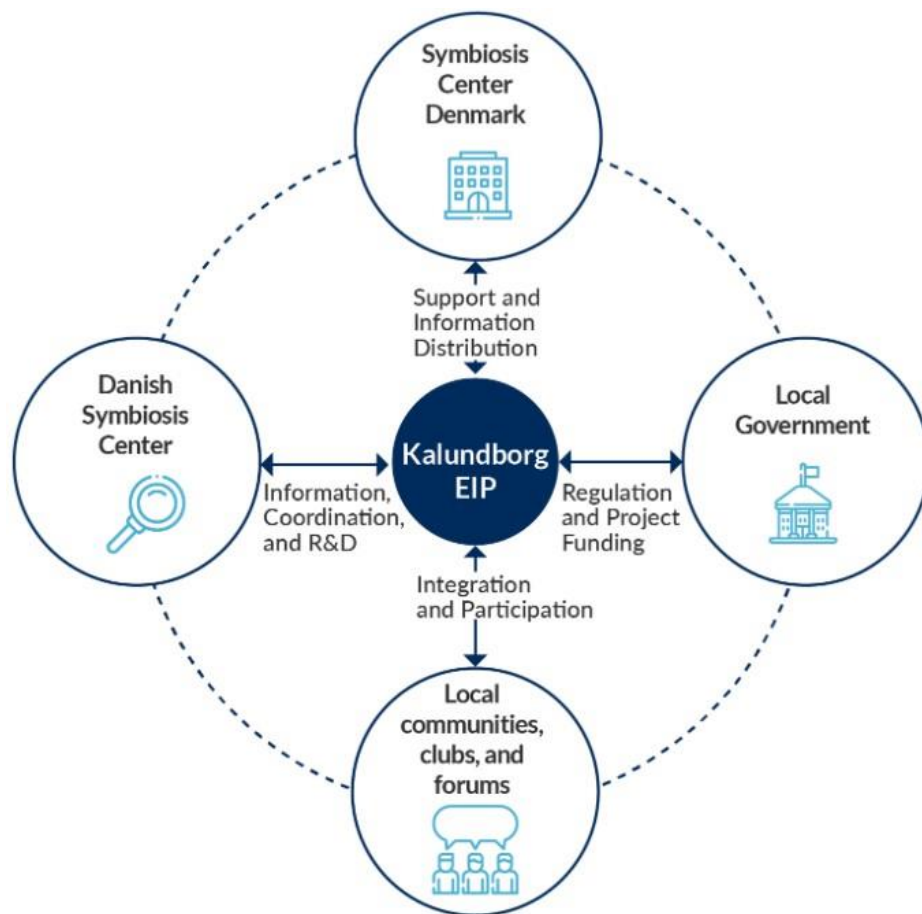 Symbiosis
Center
Denmark
Support and
Information
Distribution
Danish
Symbiosis
Center
Information,
Coordination,
and R&D
Kalundborg
EIP
Regulation
and Project
Funding
Local
Government
Integration
and Participation
Local
communities,
clubs, and
forums